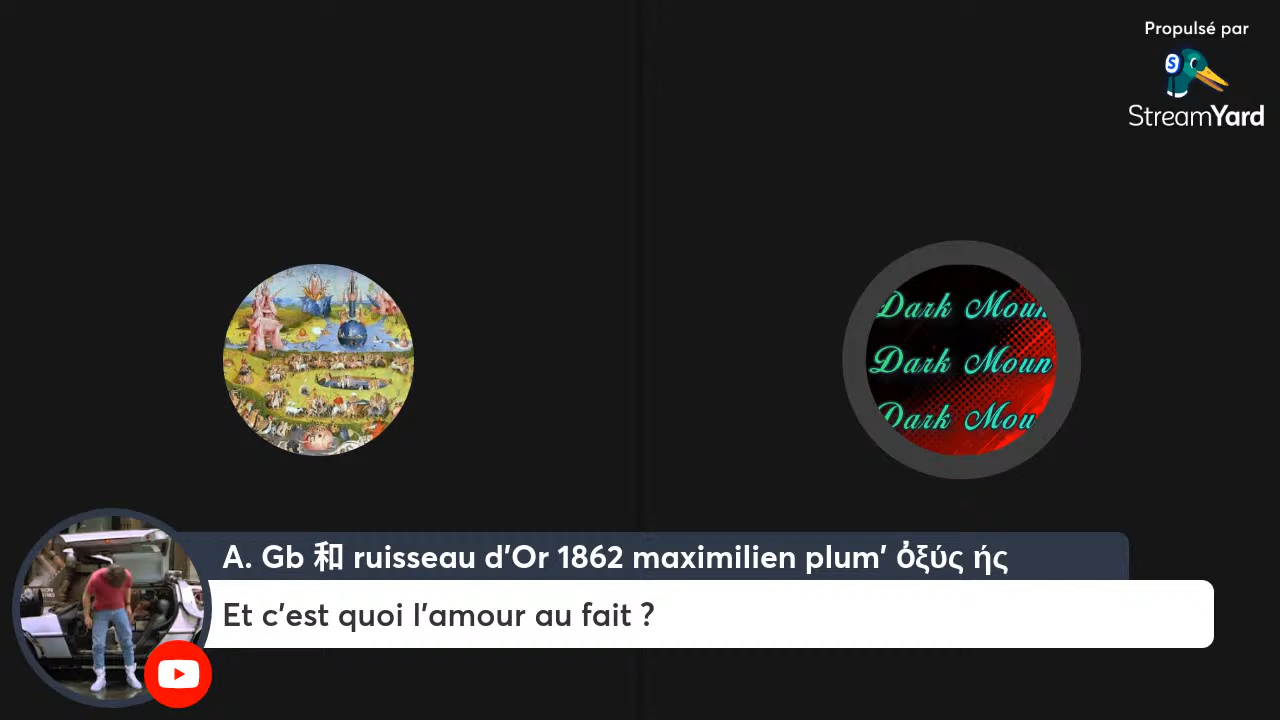 Propulsé par
StreamYard
Dark Moun
Dark Moun
Dark Mou
A. Gb 和 ruisseau d'Or 1862 maximilien plum' ὀξύς ής
Et c'est quoi l'amour au fait ?